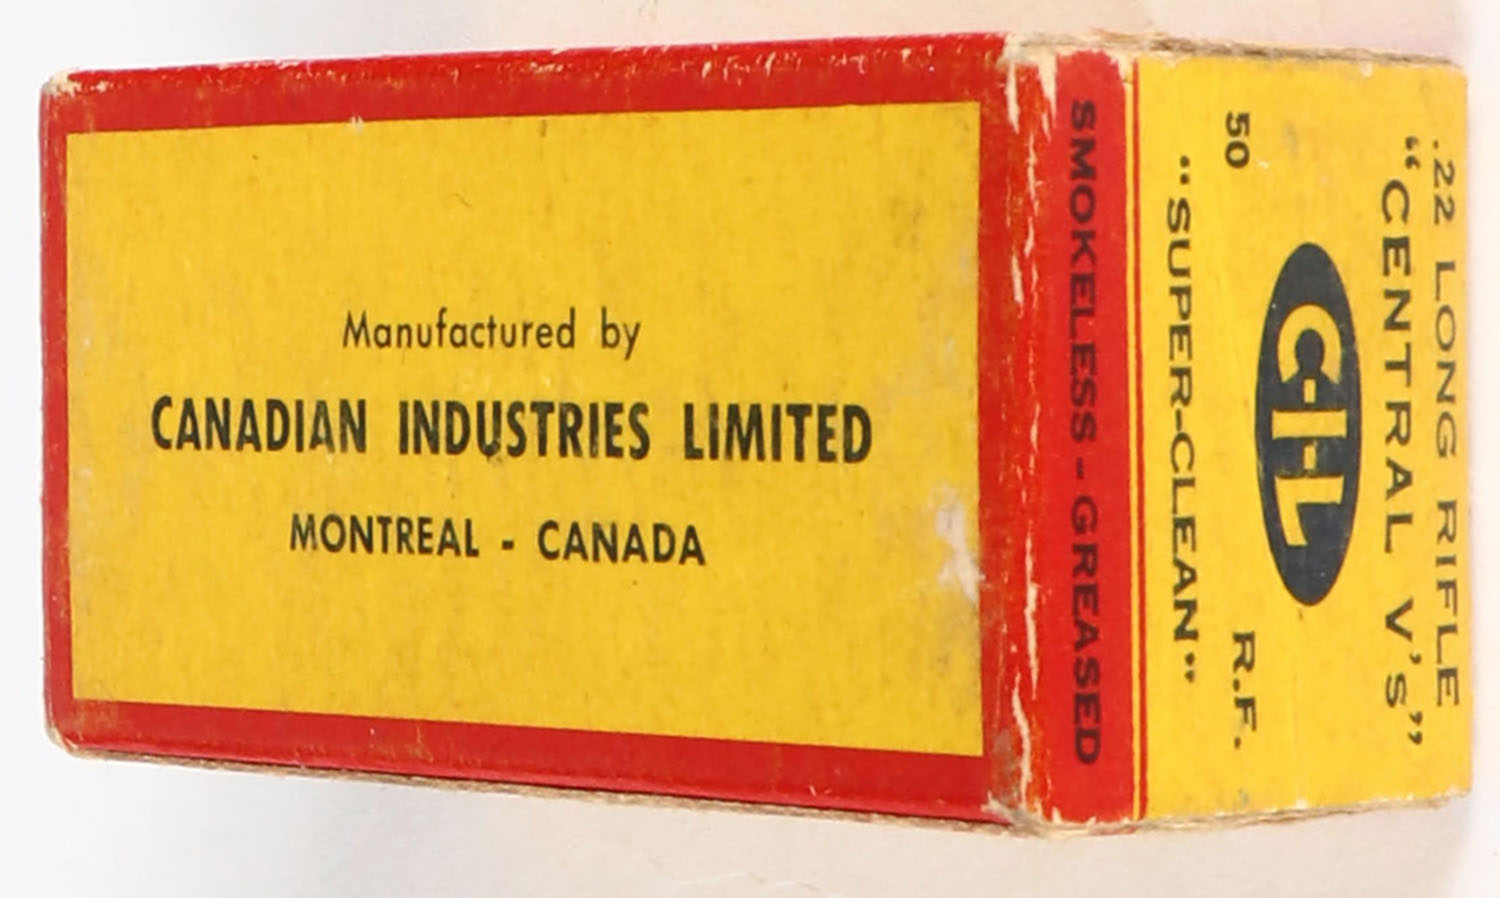 Manufactured by
CANADIAN INDUSTRIES LIMITED
MONTREAL - CANADA
.22 LONG RIFLE
“CENTRAL V'S”
C-I-L
50 R.F.
“SUPER-CLEAN”
SMOKELESS - GREASED